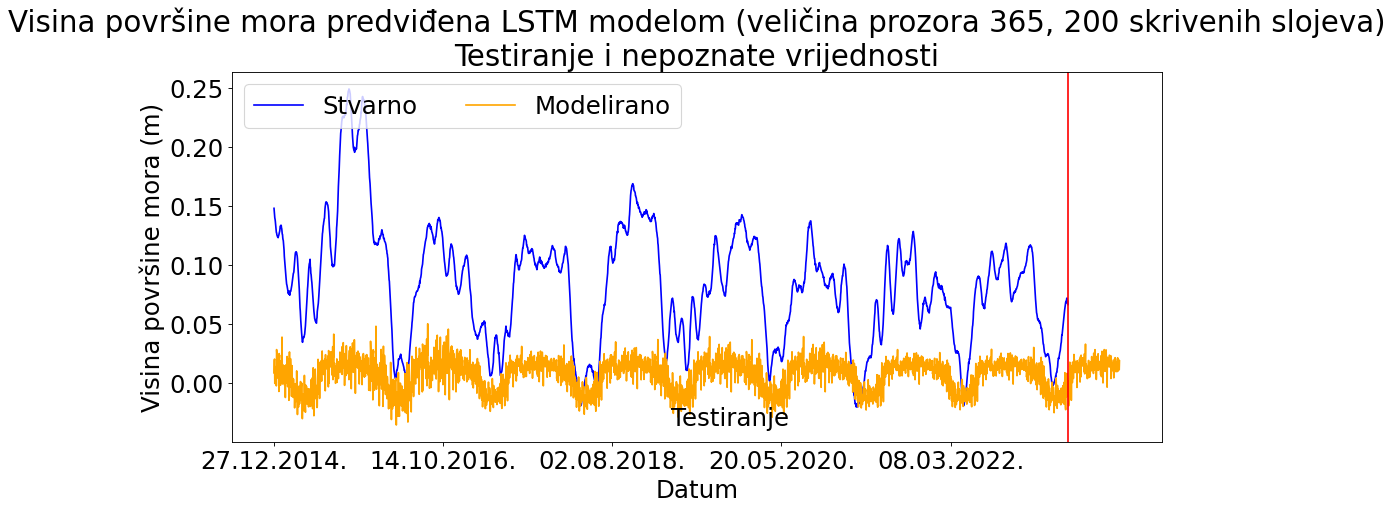 Visina površine mora predviđena LSTM modelom (veličina prozora 365, 200 skrivenih slojeva)
Testiranje i nepoznate vrijednosti
Stvarno Modelirano
Visina površine mora (m)
0.25
0.20
0.15
0.10
0.05
0.00
Testiranje
27.12.2014. 14.10.2016. 02.08.2018. 20.05.2020. 08.03.2022.
Datum